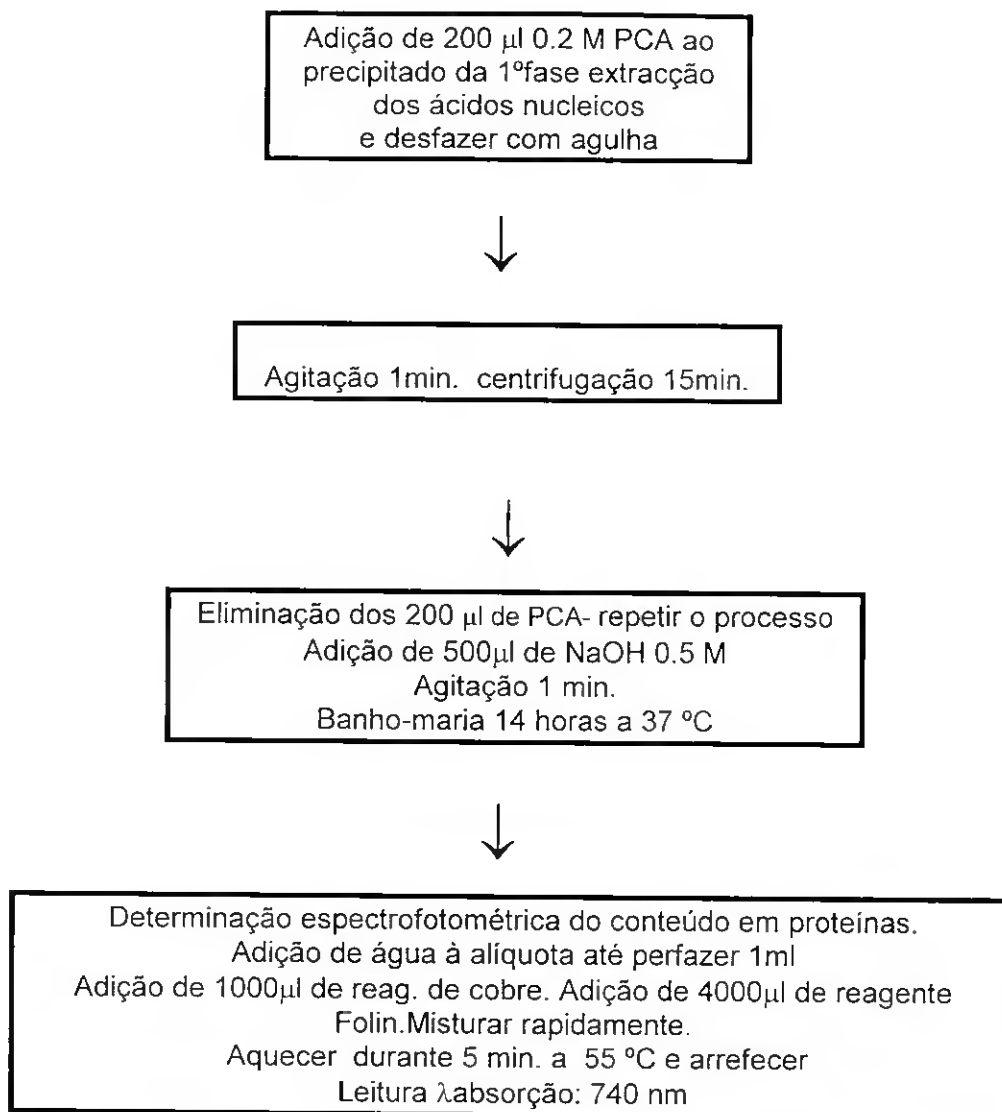 Adição de 200 µl 0.2 M PCA ao
precipitado da 1ºfase extracção
dos ácidos nucleicos
e desfazer com agulha
Agitação 1min. centrifugação 15min.
Eliminação dos 200 µl de PCA- repetir o processo
Adição de 500µl de NaOH 0.5 M
Agitação 1 min.
Banho-maria 14 horas a 37 ºC
Determinação espectrofotométrica do conteúdo em proteínas.
Adição de água à alíquota até perfazer 1ml
Adição de 1000µl de reag. de cobre. Adição de 4000µl de reagente
Folin.Misturar rapidamente.
Aquecer durante 5 min. a 55 ºC e arrefecer
Leitura λabsorção: 740 nm